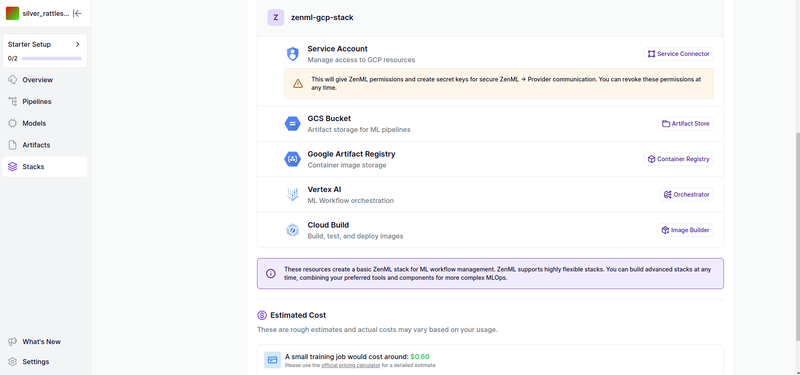 silver_rattles...
Starter Setup
0/2
Overview
Pipelines
Models
Artifacts
Stacks
What's New
Settings
Z zenml-gcp-stack
Service Account
Manage access to GCP resources
Service Connector
This will give ZenML permissions and create secret keys for secure ZenML → Provider communication. You can revoke these permissions at
any time.
GCS Bucket
Artifact storage for ML pipelines
Artifact Store
Google Artifact Registry
Container image storage
Container Registry
Vertex AI
ML Workflow orchestration
Orchestrator
Cloud Build
Build, test, and deploy images
Image Builder
These resources create a basic ZenML stack for ML workflow management. ZenML supports highly flexible stacks. You can build advanced stacks at any
time, combining your preferred tools and components for more complex MLOps.
Estimated Cost
These are rough estimates and actual costs may vary based on your usage.
A small training job would cost around: $0.60
Please use the official pricing calculator for a detailed estimate